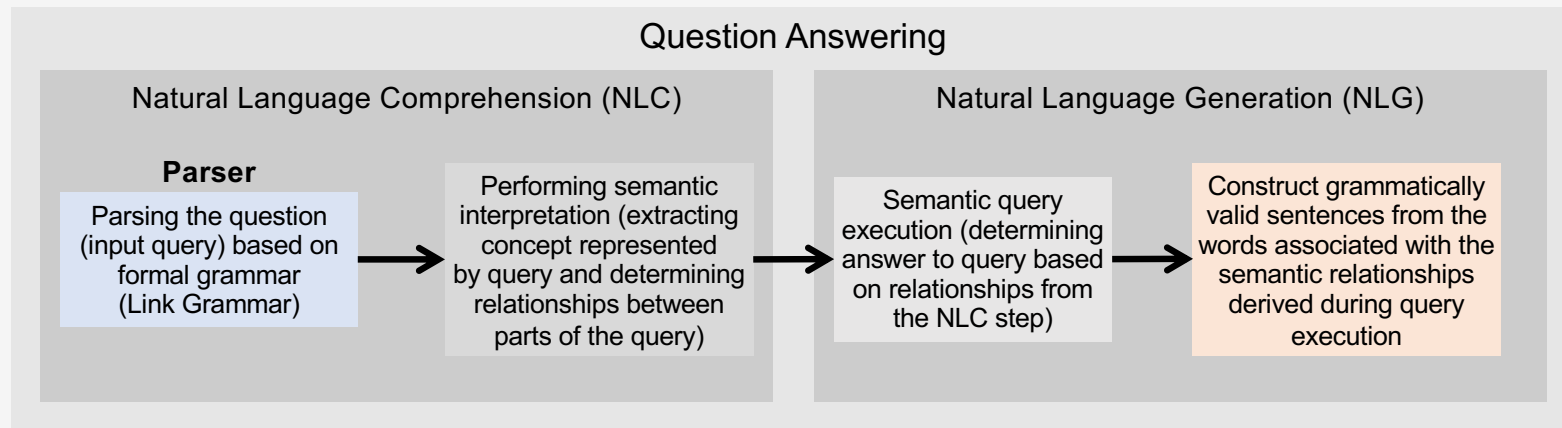 Question Answering
Natural Language Comprehension (NLC)
Parser
Parsing the question
(input query) based on
formal grammar
(Link Grammar)
Performing semantic
interpretation (extracting
concept represented
by query and determining
relationships between
parts of the query)
Natural Language Generation (NLG)
Semantic query
execution (determining
answer to query based
on relationships from
the NLC step)
Construct grammatically
valid sentences from the
words associated with the
semantic relationships
derived during query
execution